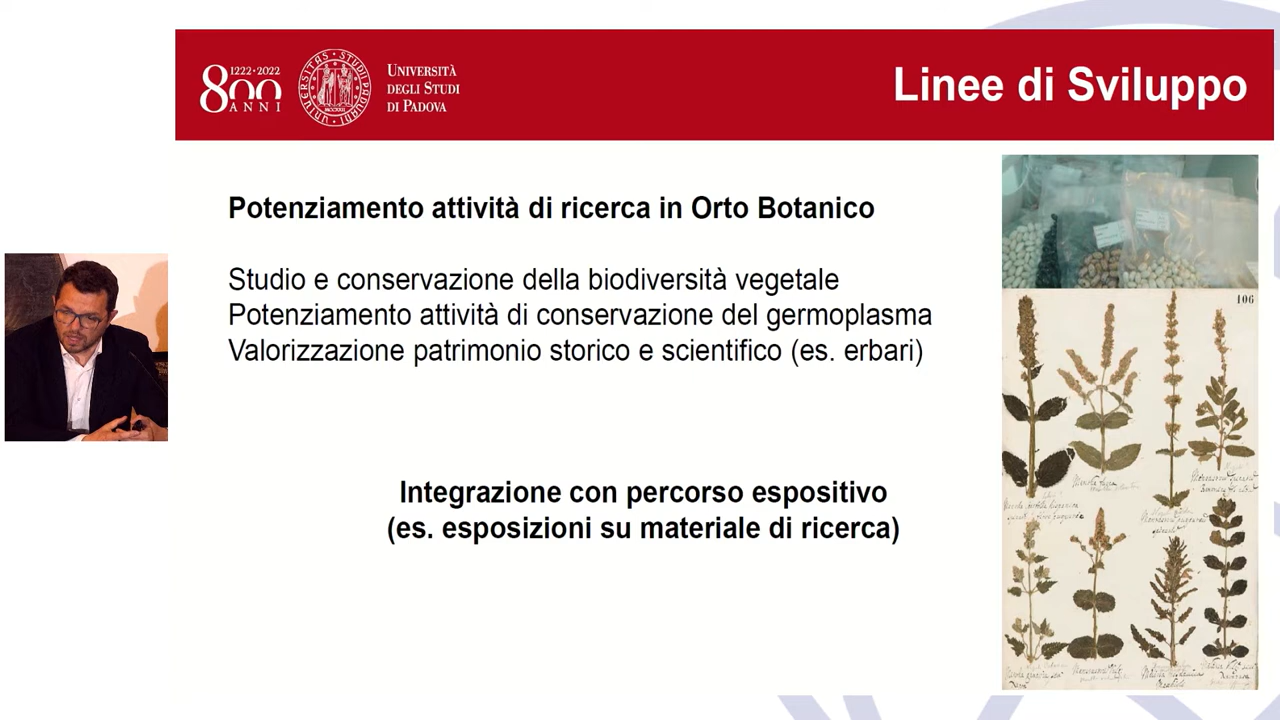 800
1222·2022
ANNI
UNIVERSITÀ
DEGLI STUDI
DI PADOVA
Linee di Sviluppo
Potenziamento attività di ricerca in Orto Botanico
Studio e conservazione della biodiversità vegetale
Potenziamento attività di conservazione del germoplasma
Valorizzazione patrimonio storico e scientifico (es. erbari)
Integrazione con percorso espositivo
(es. esposizioni su materiale di ricerca)
106